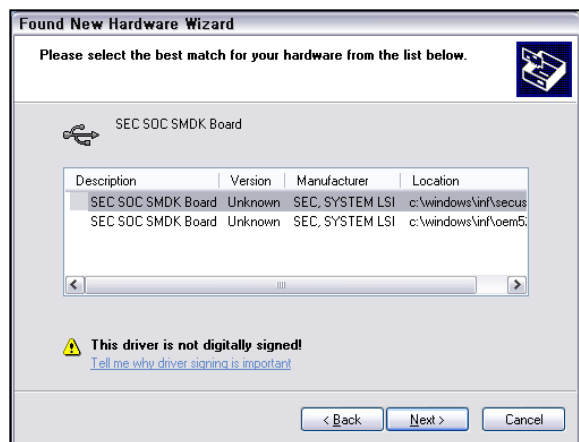 Found New Hardware Wizard
Please select the best match for your hardware from the list below.
SEC SOC SMDK Board
Description Version Manufacturer Location
SEC SOC SMDK Board Unknown SEC, SYSTEM LSI c:\windows\inf\secus
SEC SOC SMDK Board Unknown SEC, SYSTEM LSI c:\windows\inf\oem5
This driver is not digitally signed!
Tell me why driver signing is important
< Back Next > Cancel